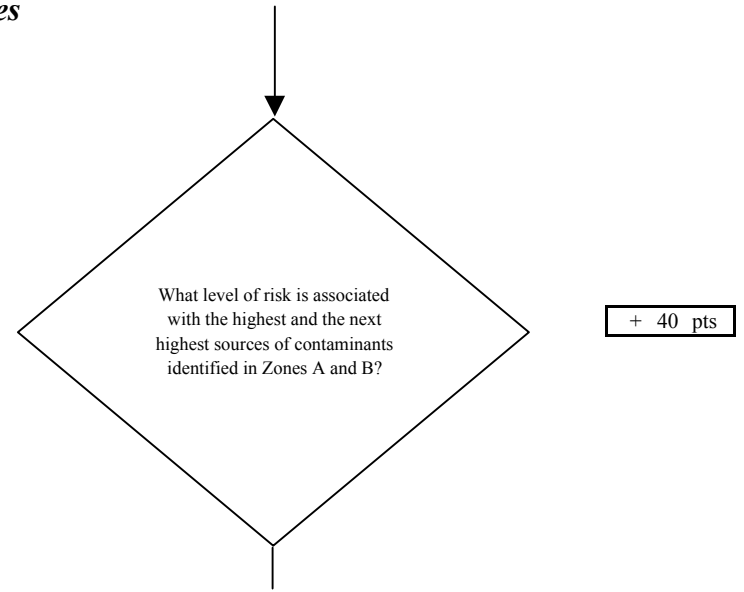 What level of risk is associated
with the highest and the next
highest sources of contaminants
identified in Zones A and B?
+ 40 pts